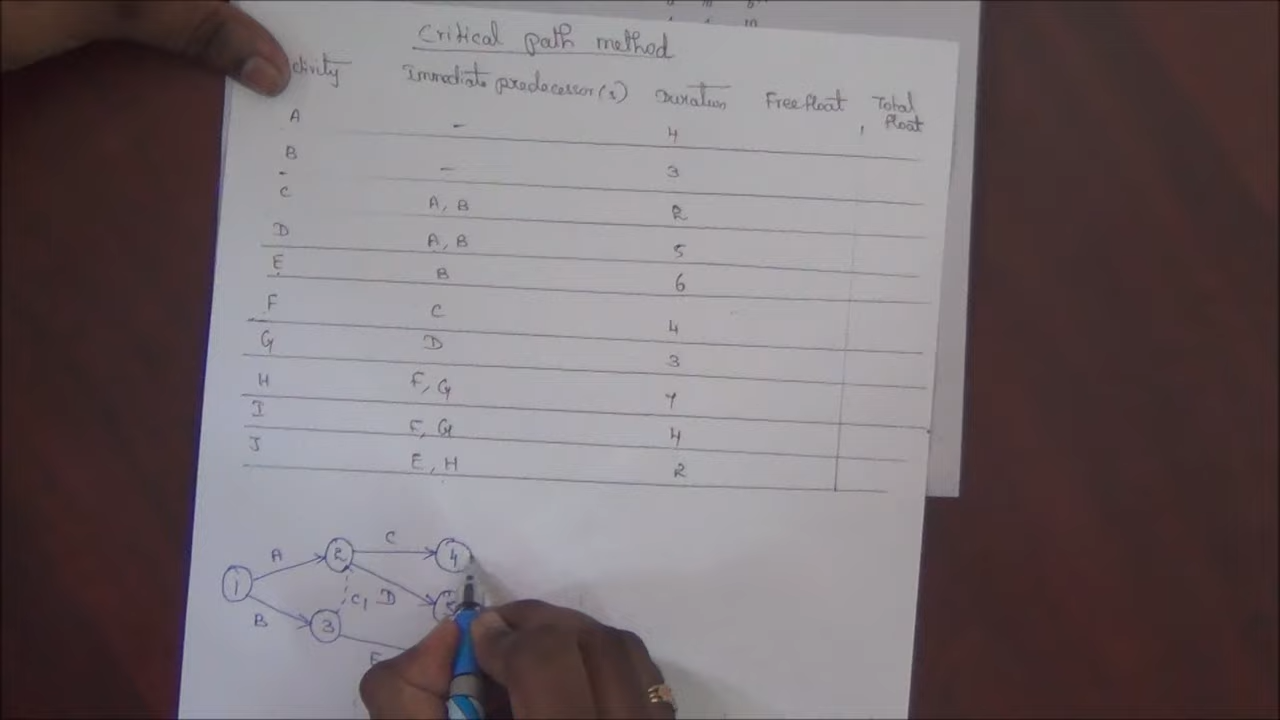 Critical path method
ctivity Immediate predecessor(s) Duration Free float Total float
A - 4
B - 3
C A, B 2
D A, B 5
E B 6
F C 4
G D 3
H F, G 7
I F, G 4
J E, H 2
A C
1 2 4
B D 5
3
E